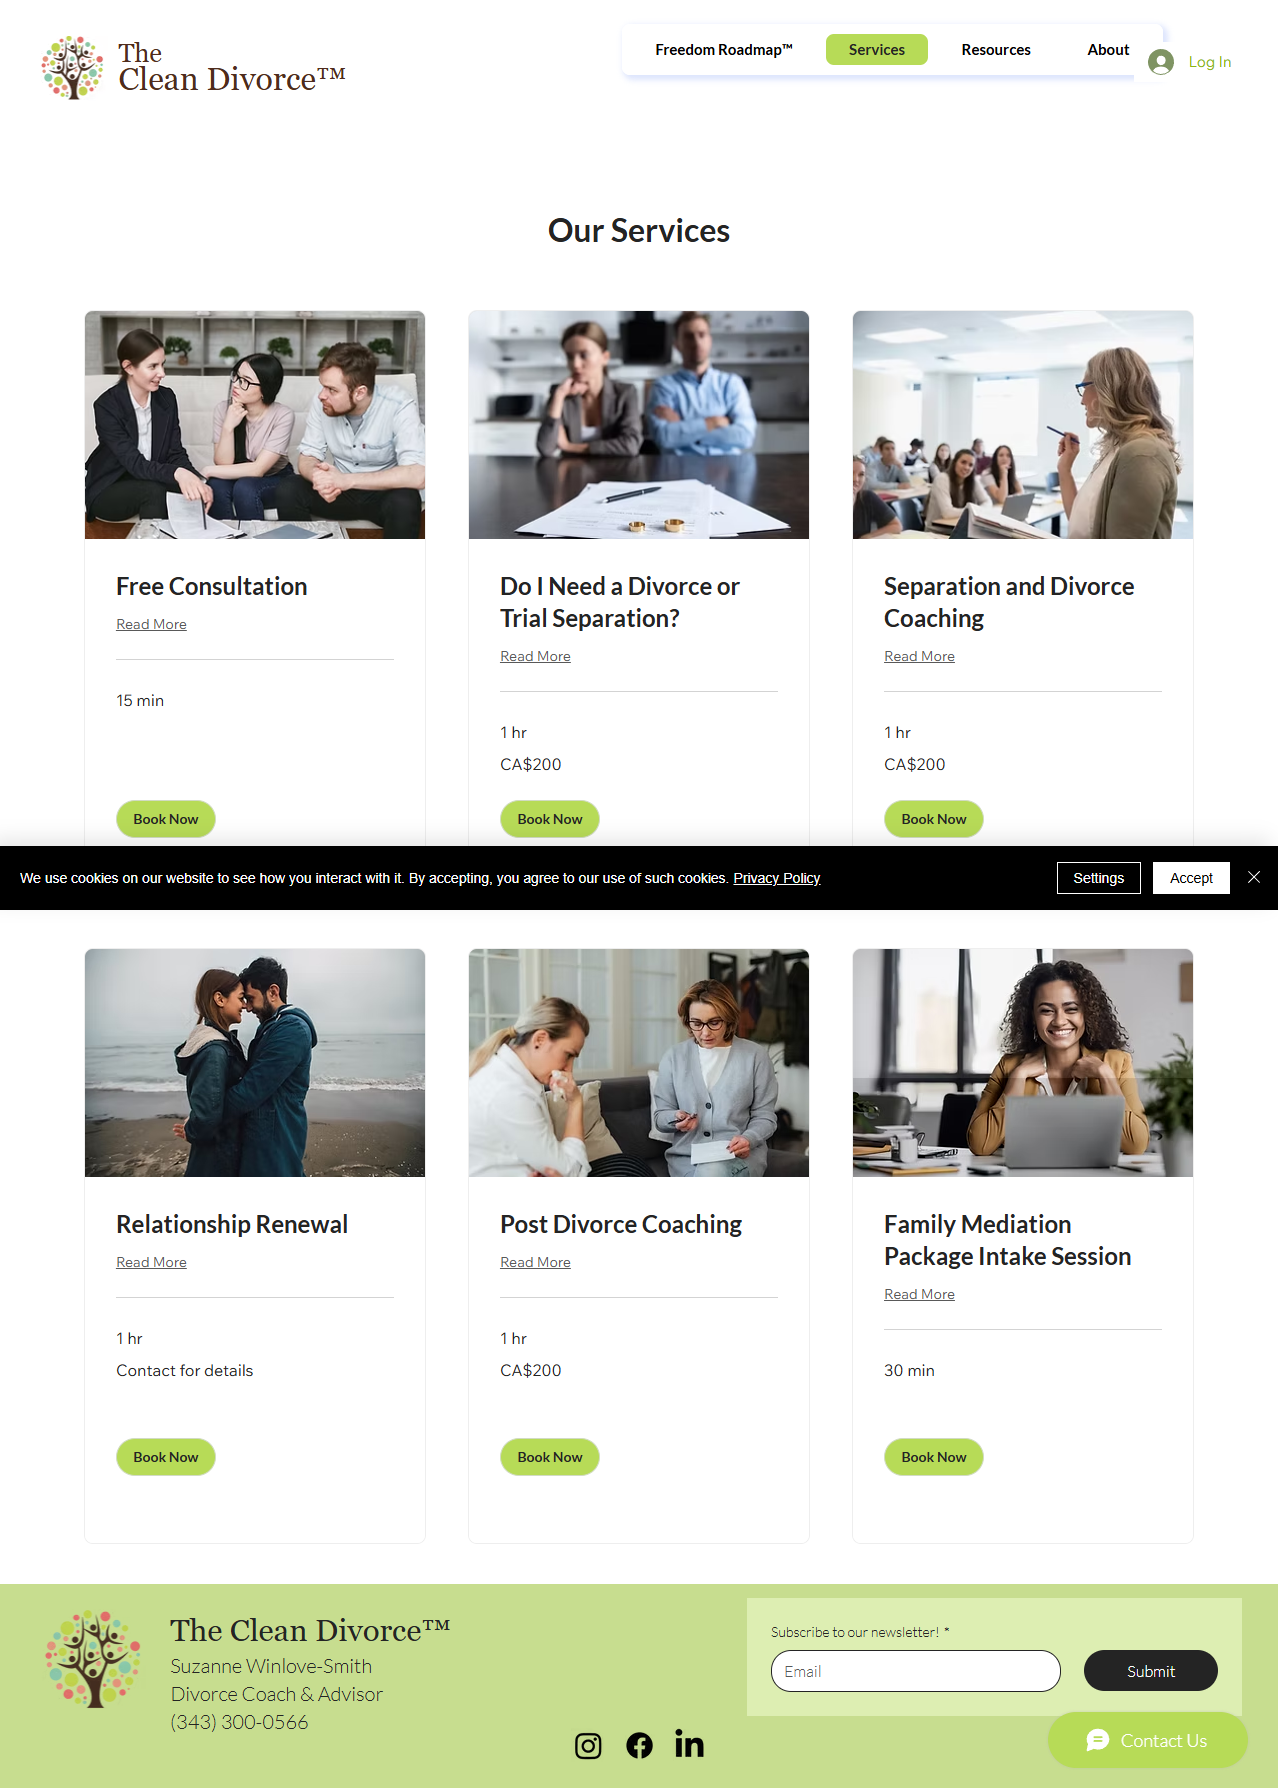 The
Clean Divorce™
Freedom Roadmap™
Services
Resources
About
Log In
Our Services
Free Consultation
Read More
15 min
Book Now
Do I Need a Divorce or
Trial Separation?
Read More
1 hr
CA$200
Book Now
Separation and Divorce
Coaching
Read More
1 hr
CA$200
Book Now
We use cookies on our website to see how you interact with it. By accepting, you agree to our use of such cookies. Privacy Policy
Settings
Accept
Relationship Renewal
Read More
1 hr
Contact for details
Book Now
Post Divorce Coaching
Read More
1 hr
CA$200
Book Now
Family Mediation
Package Intake Session
Read More
30 min
Book Now
The Clean Divorce™
Suzanne Winlove-Smith
Divorce Coach & Advisor
(343) 300-0566
Subscribe to our newsletter! *
Email
Submit
Contact Us